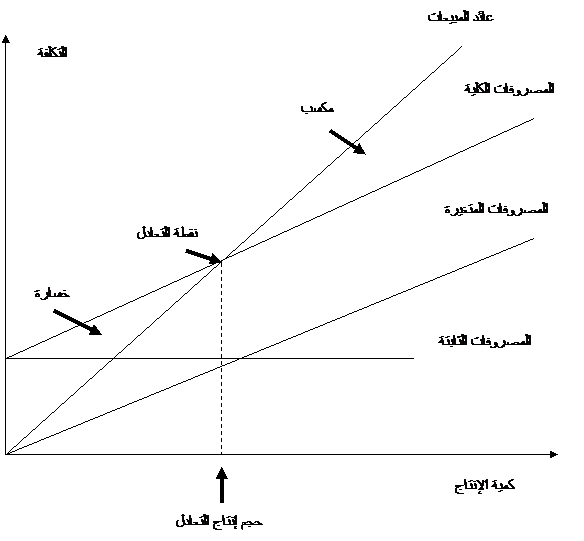 عائد المبيعات
التكلفة
المصروفات الكلية
مكسب
المصروفات المتغيرة
نقطة التعادل
خسارة
المصروفات الثابتة
كمية الإنتاج
حجم إنتاج التعادل